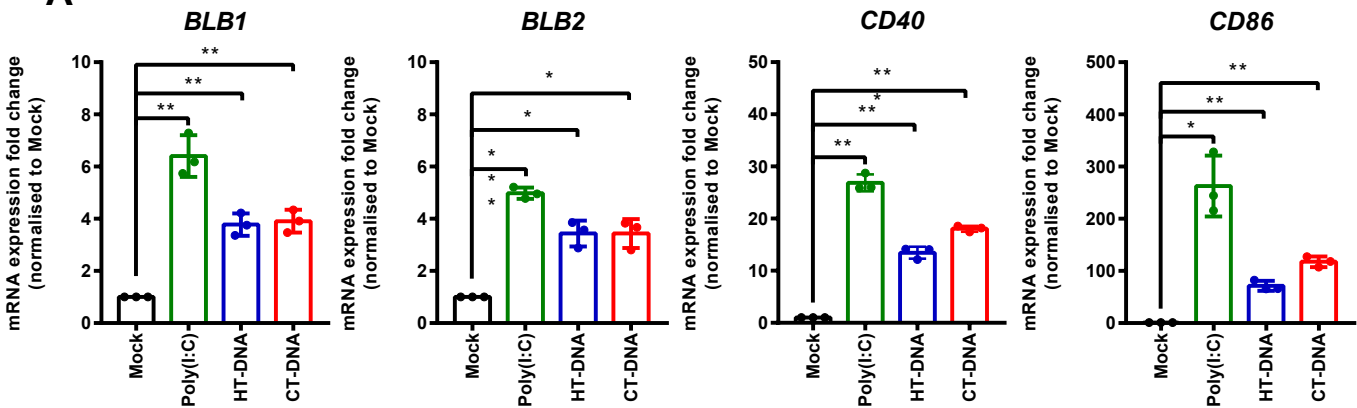 A
BLB1
mRNA expression fold change
(normalised to Mock)
10
8
6
4
2
0
**
**
**
Mock
Poly(I:C)
HT-DNA
CT-DNA
BLB2
mRNA expression fold change
(normalised to Mock)
10
8
6
4
2
0
*
*
*
*
*
Mock
Poly(I:C)
HT-DNA
CT-DNA
CD40
mRNA expression fold change
(normalised to Mock)
50
40
30
20
10
0
**
*
**
**
Mock
Poly(I:C)
HT-DNA
CT-DNA
CD86
mRNA expression fold change
(normalised to Mock)
500
400
300
200
100
0
**
**
*
Mock
Poly(I:C)
HT-DNA
CT-DNA